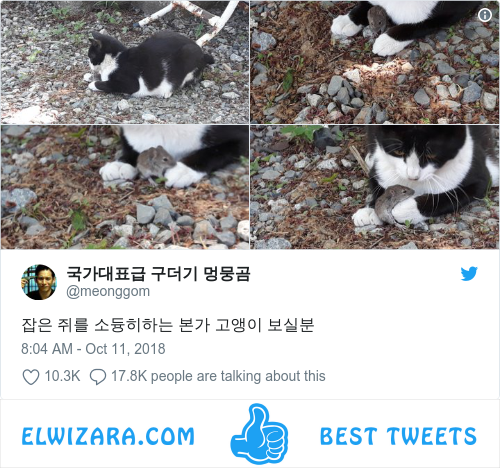 국가대표급 구더기 멍뭉곰
@meonggom
잡은 쥐를 소듕히하는 본가 고앵이 보실분
8:04 AM - Oct 11, 2018
10.3K 17.8K people are talking about this
ELWIZARA.COM BEST TWEETS